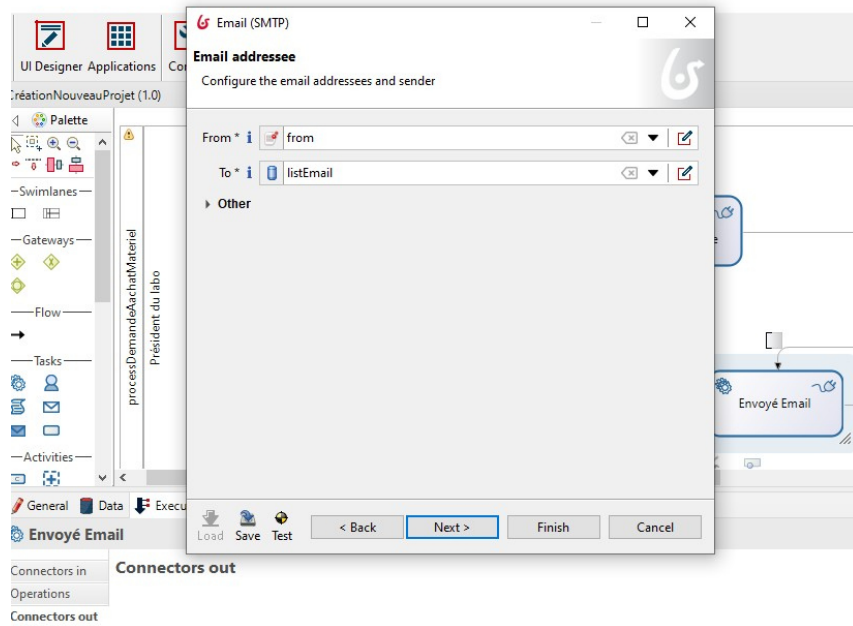 Email (SMTP)
Email addressee
Configure the email addressees and sender
UI Designer
Applications
Co
CréationNouveauProjet (1.0)
Palette
Swimlanes
Gateways
Flow
Tasks
Activities
processDemandeAachatMateriel
Président du labo
From *
from
To *
listEmail
Other
Envoyé Email
Load
Save
Test
< Back
Next >
Finish
Cancel
General
Data
Execu
Envoyé Email
Connectors in
Operations
Connectors out
Connectors out